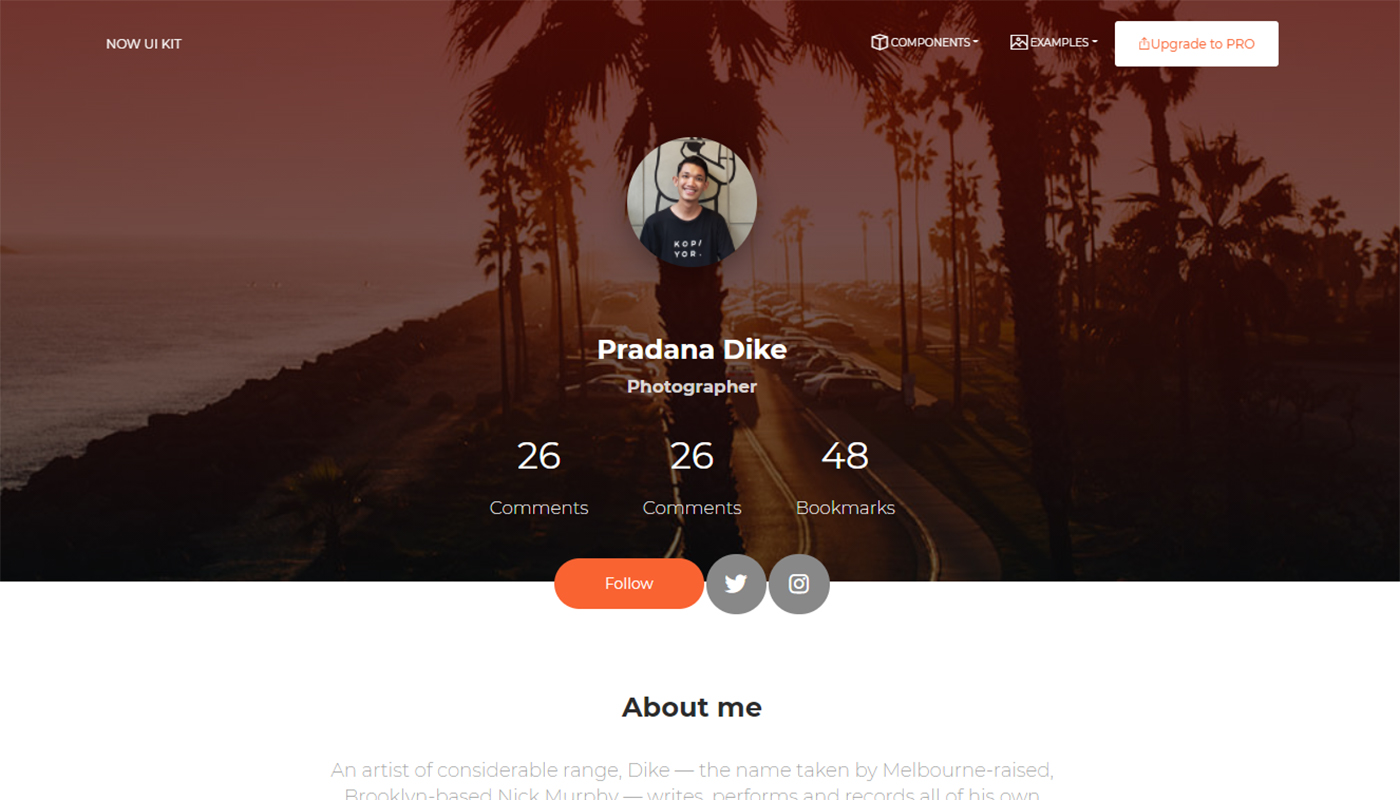 NOW UI KIT
COMPONENTS
EXAMPLES
Upgrade to PRO
KOPI
YOR.
Pradana Dike
Photographer
26
26
48
Comments
Comments
Bookmarks
Follow
About me
An artist of considerable range, Dike — the name taken by Melbourne-raised,
Brooklyn-based Nick Murphy — writes, performs and records all of his own